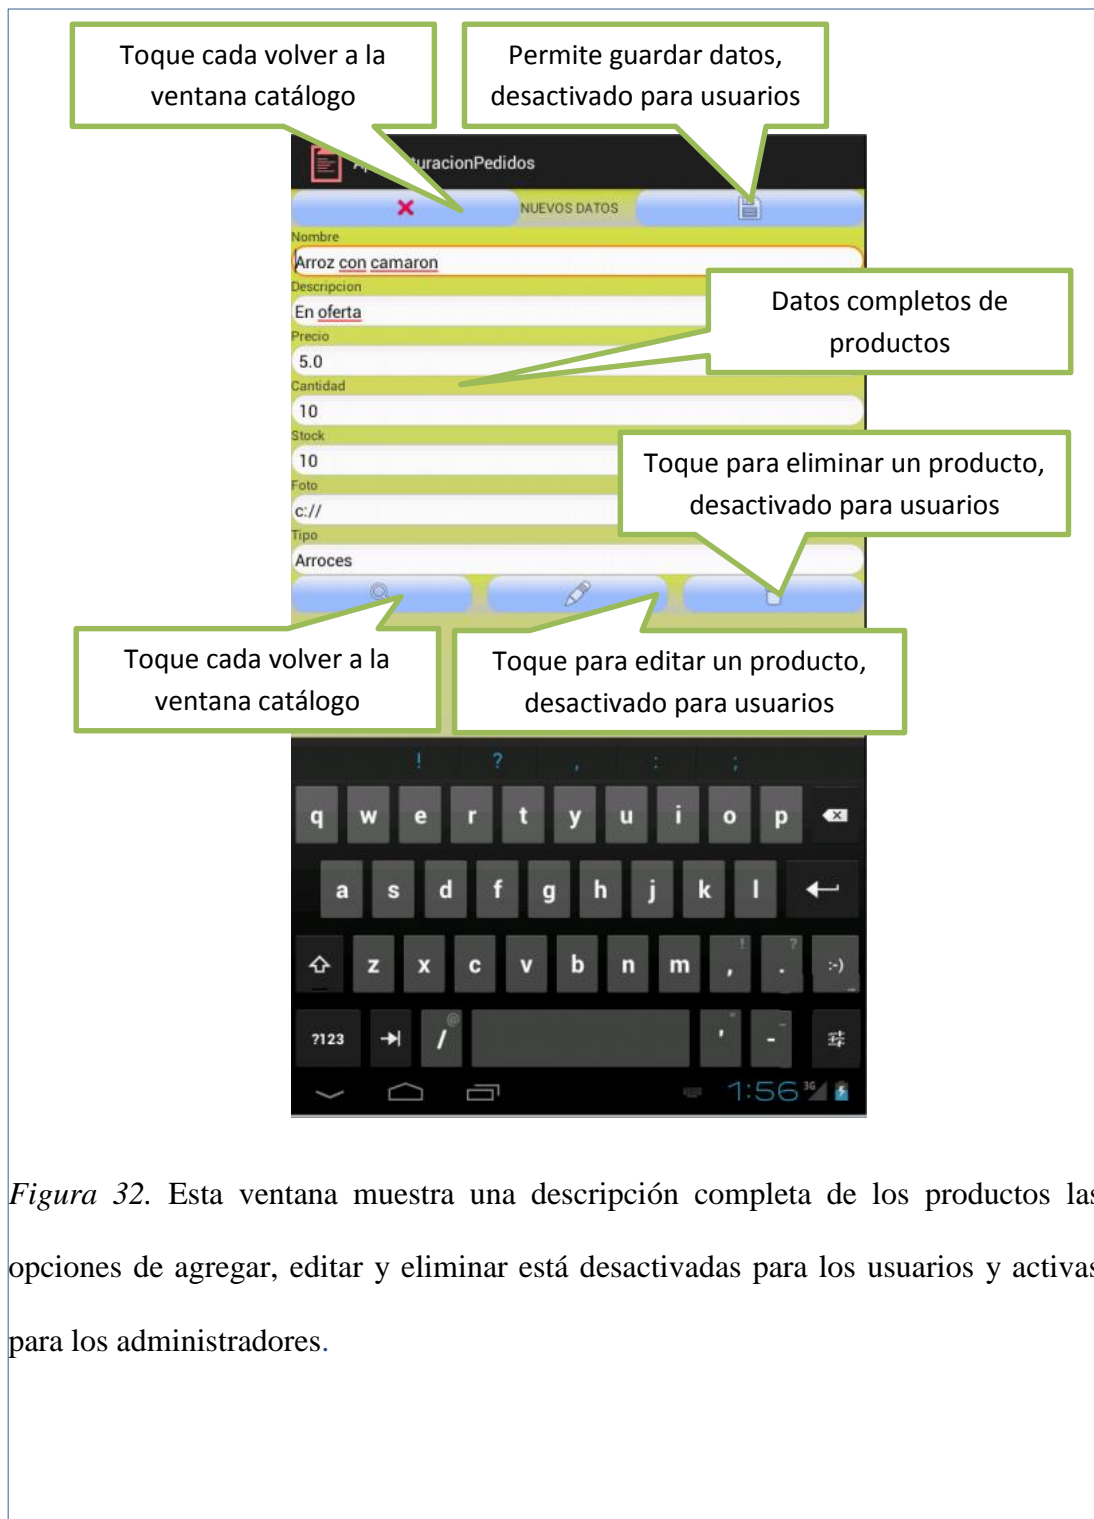 Toque cada volver a la
ventana catálogo
Permite guardar datos,
desactivado para usuarios
uracionPedidos
NUEVOS DATOS
Nombre
Arroz con camaron
Descripcion
En oferta
Datos completos de
productos
Precio
5.0
Cantidad
10
Stock
10
Toque para eliminar un producto,
desactivado para usuarios
Foto
c://
Tipo
Arroces
Toque cada volver a la
ventana catálogo
Toque para editar un producto,
desactivado para usuarios
! ? , : ;
q w e r t y u i o p
a s d f g h j k l
z x c v b n m , ! . ? :-)
?123 / @ ' " - _
1:56 3G
Figura 32. Esta ventana muestra una descripción completa de los productos las
opciones de agregar, editar y eliminar está desactivadas para los usuarios y activas
para los administradores.